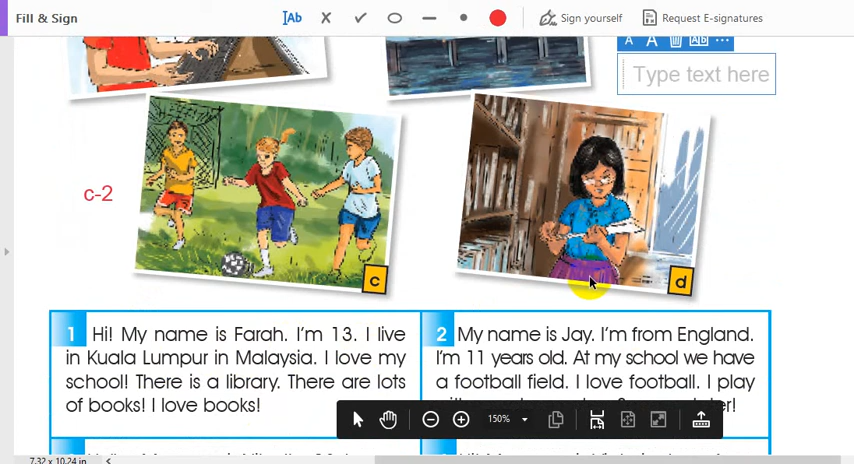 Fill & Sign
IAb
Sign yourself
Request E-signatures
A A Ab ...
Type text here
c-2
c
d
1 Hi! My name is Farah. I'm 13. I live
in Kuala Lumpur in Malaysia. I love my
school! There is a library. There are lots
of books! I love books!
2 My name is Jay. I'm from England.
I'm 11 years old. At my school we have
a football field. I love football. I play
150%
7.32 x 10.24 in